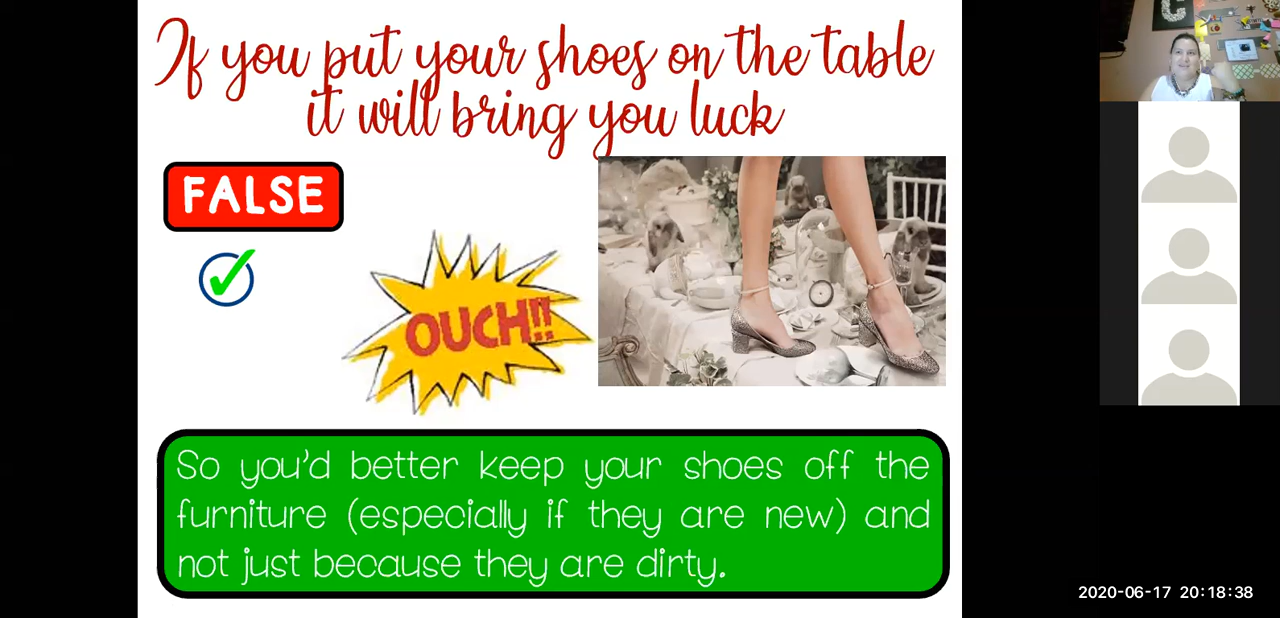 If you put your shoes on the table
it will bring you luck
FALSE
OUCH!!
So you'd better keep your shoes off the
furniture (especially if they are new) and
not just because they are dirty.
2020-06-17 20:18:38